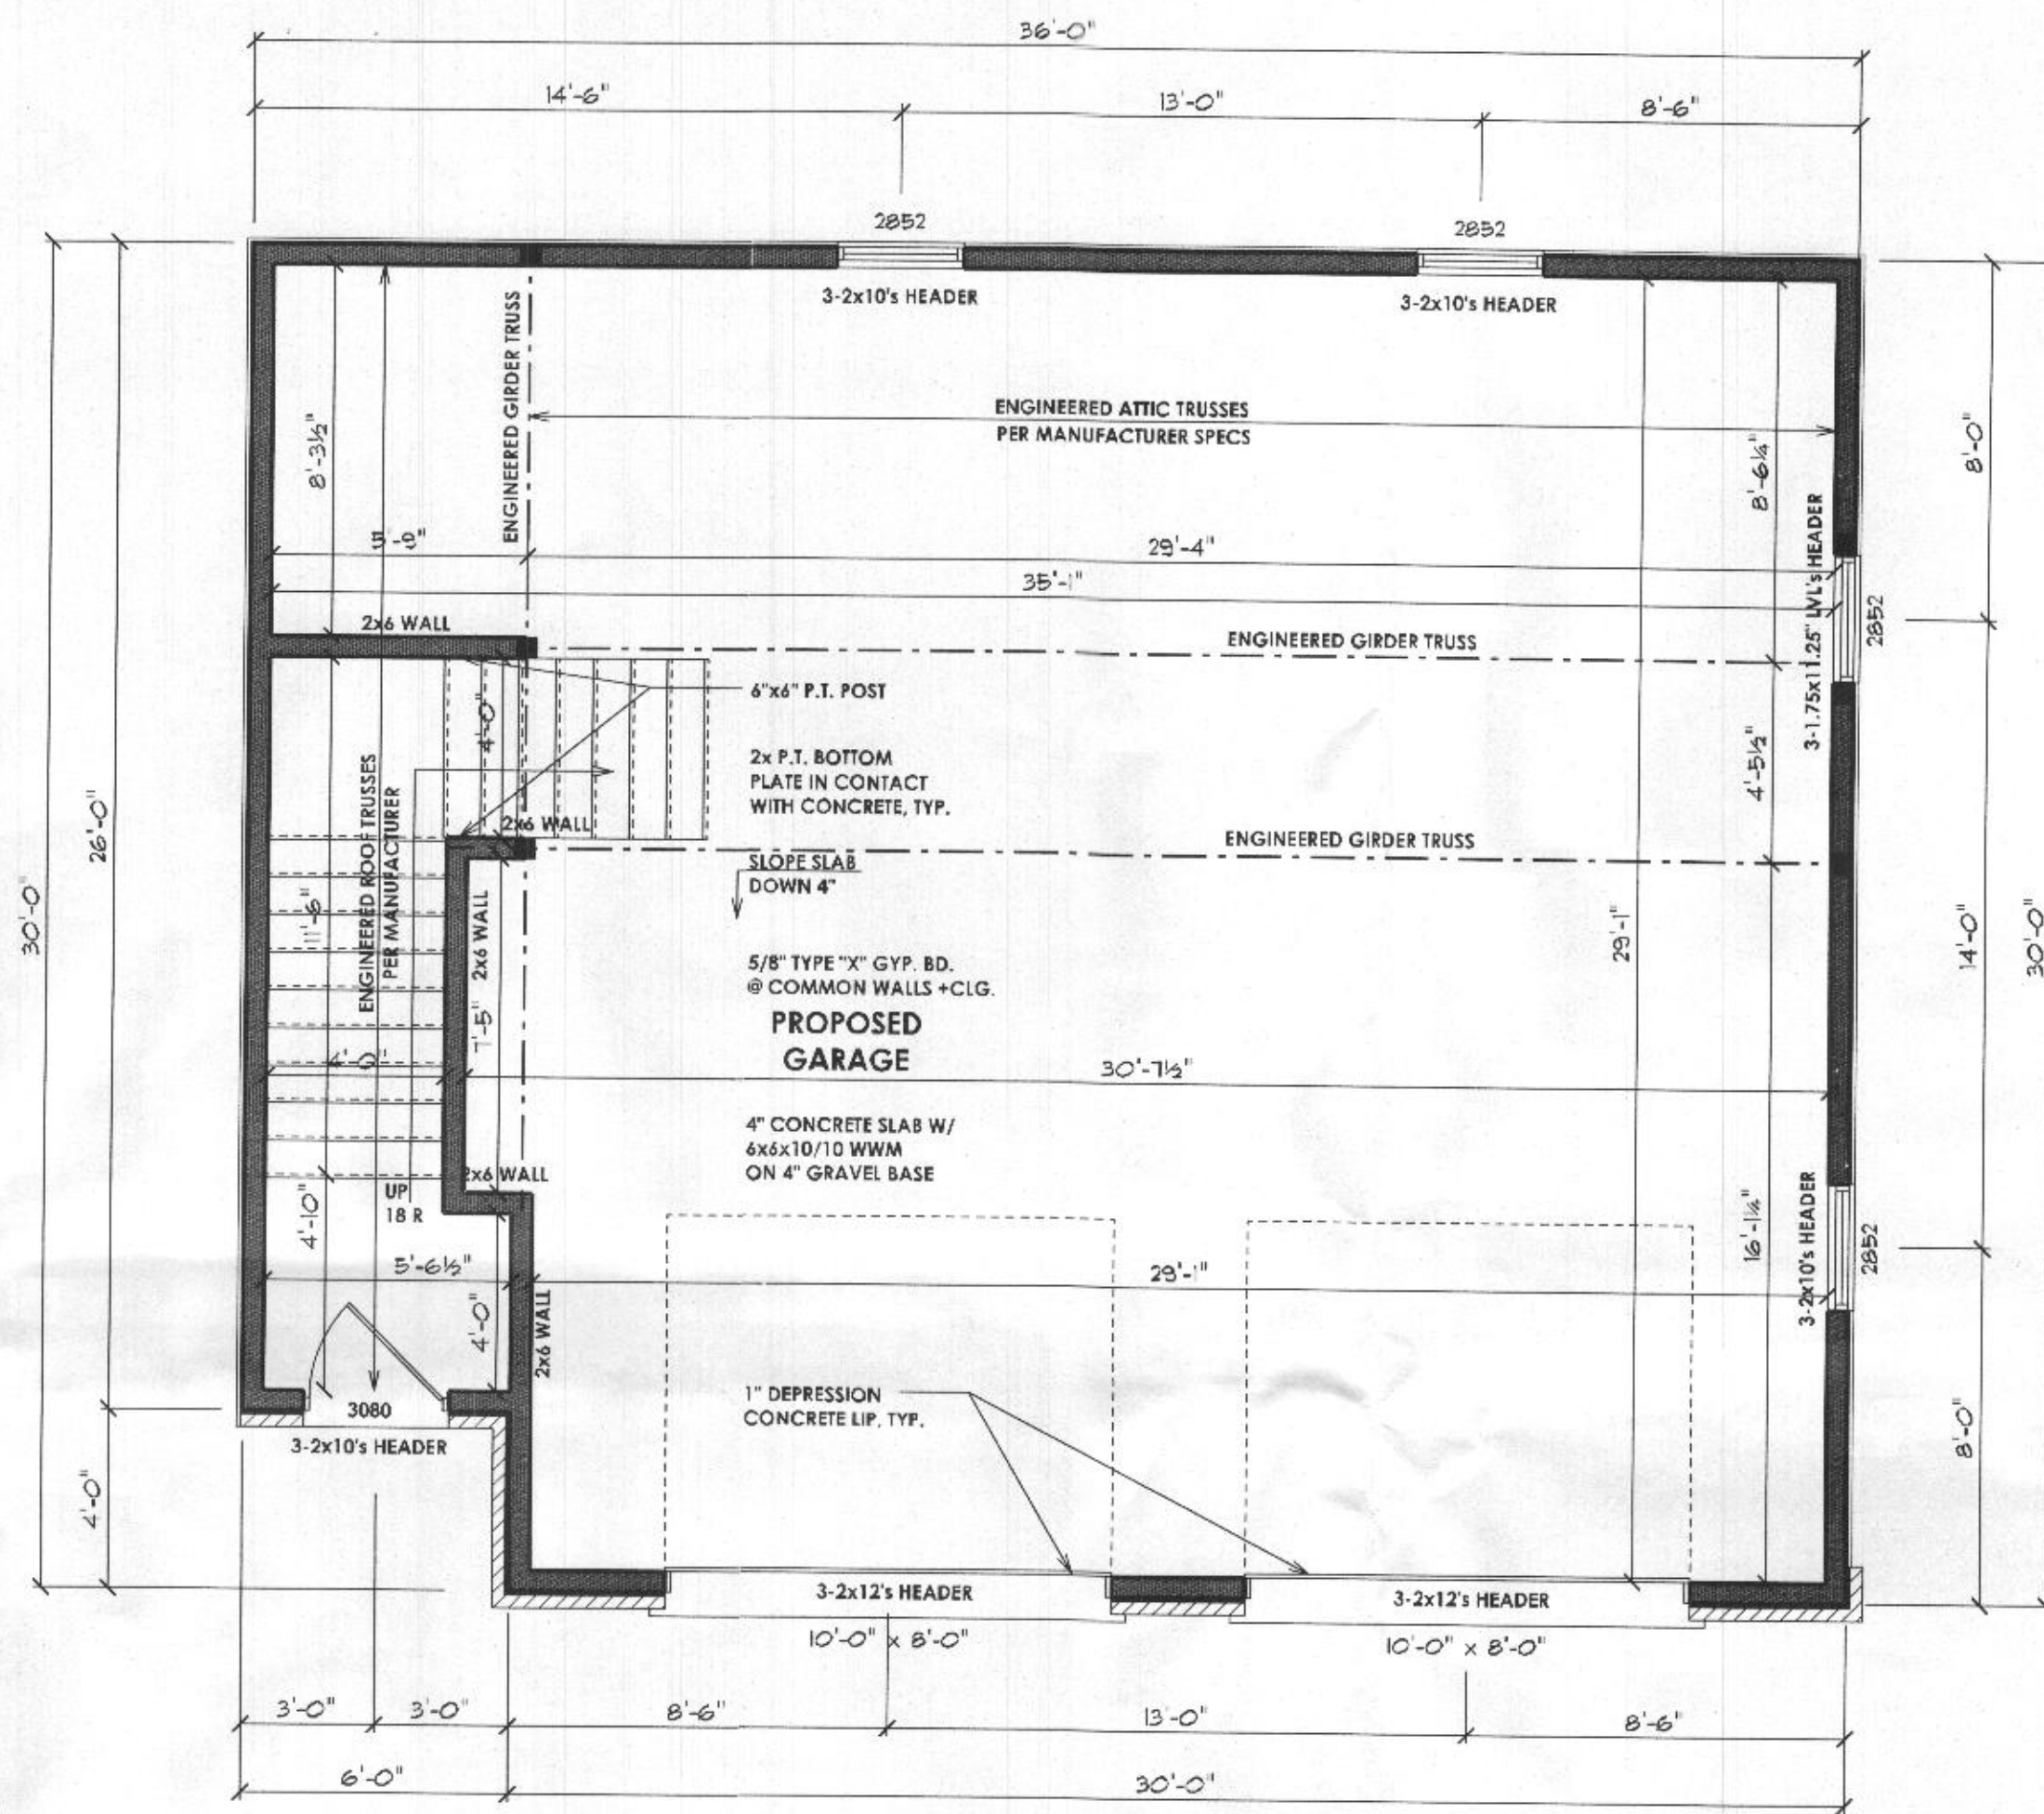 36'-0"
14'-6"
13'-0"
8'-6"
2852
2852
3-2x10's HEADER
3-2x10's HEADER
ENGINEERED GIRDER TRUSS
ENGINEERED ATTIC TRUSSES
PER MANUFACTURER SPECS
8'-3½"
8'-6¼"
8'-0"
3-1.75x11.25" LVL's HEADER
29'-4"
35'-1"
2x6 WALL
ENGINEERED GIRDER TRUSS
2852
6"x6" P.T. POST
4'-0"
2x P.T. BOTTOM
PLATE IN CONTACT
WITH CONCRETE, TYP.
4'-5½"
26'-0"
30'-0"
ENGINEERED ROOF TRUSSES
PER MANUFACTURER
2x6 WALL
ENGINEERED GIRDER TRUSS
SLOPE SLAB
DOWN 4"
11'-6"
2x6 WALL
29'-1"
14'-0"
30'-0"
5/8" TYPE "X" GYP. BD.
@ COMMON WALLS +CLG.
PROPOSED
GARAGE
7'-5"
4'-0"
30'-7½"
4" CONCRETE SLAB W/
6x6x10/10 WWM
ON 4" GRAVEL BASE
2x6 WALL
UP
18 R
4'-10"
16'-1¼"
3-2x10's HEADER
2852
5'-6½"
29'-1"
4'-0"
2x6 WALL
1" DEPRESSION
CONCRETE LIP, TYP.
3080
3-2x10's HEADER
8'-0"
4'-0"
3-2x12's HEADER
3-2x12's HEADER
10'-0" x 8'-0"
10'-0" x 8'-0"
3'-0"
3'-0"
8'-6"
13'-0"
8'-6"
6'-0"
30'-0"